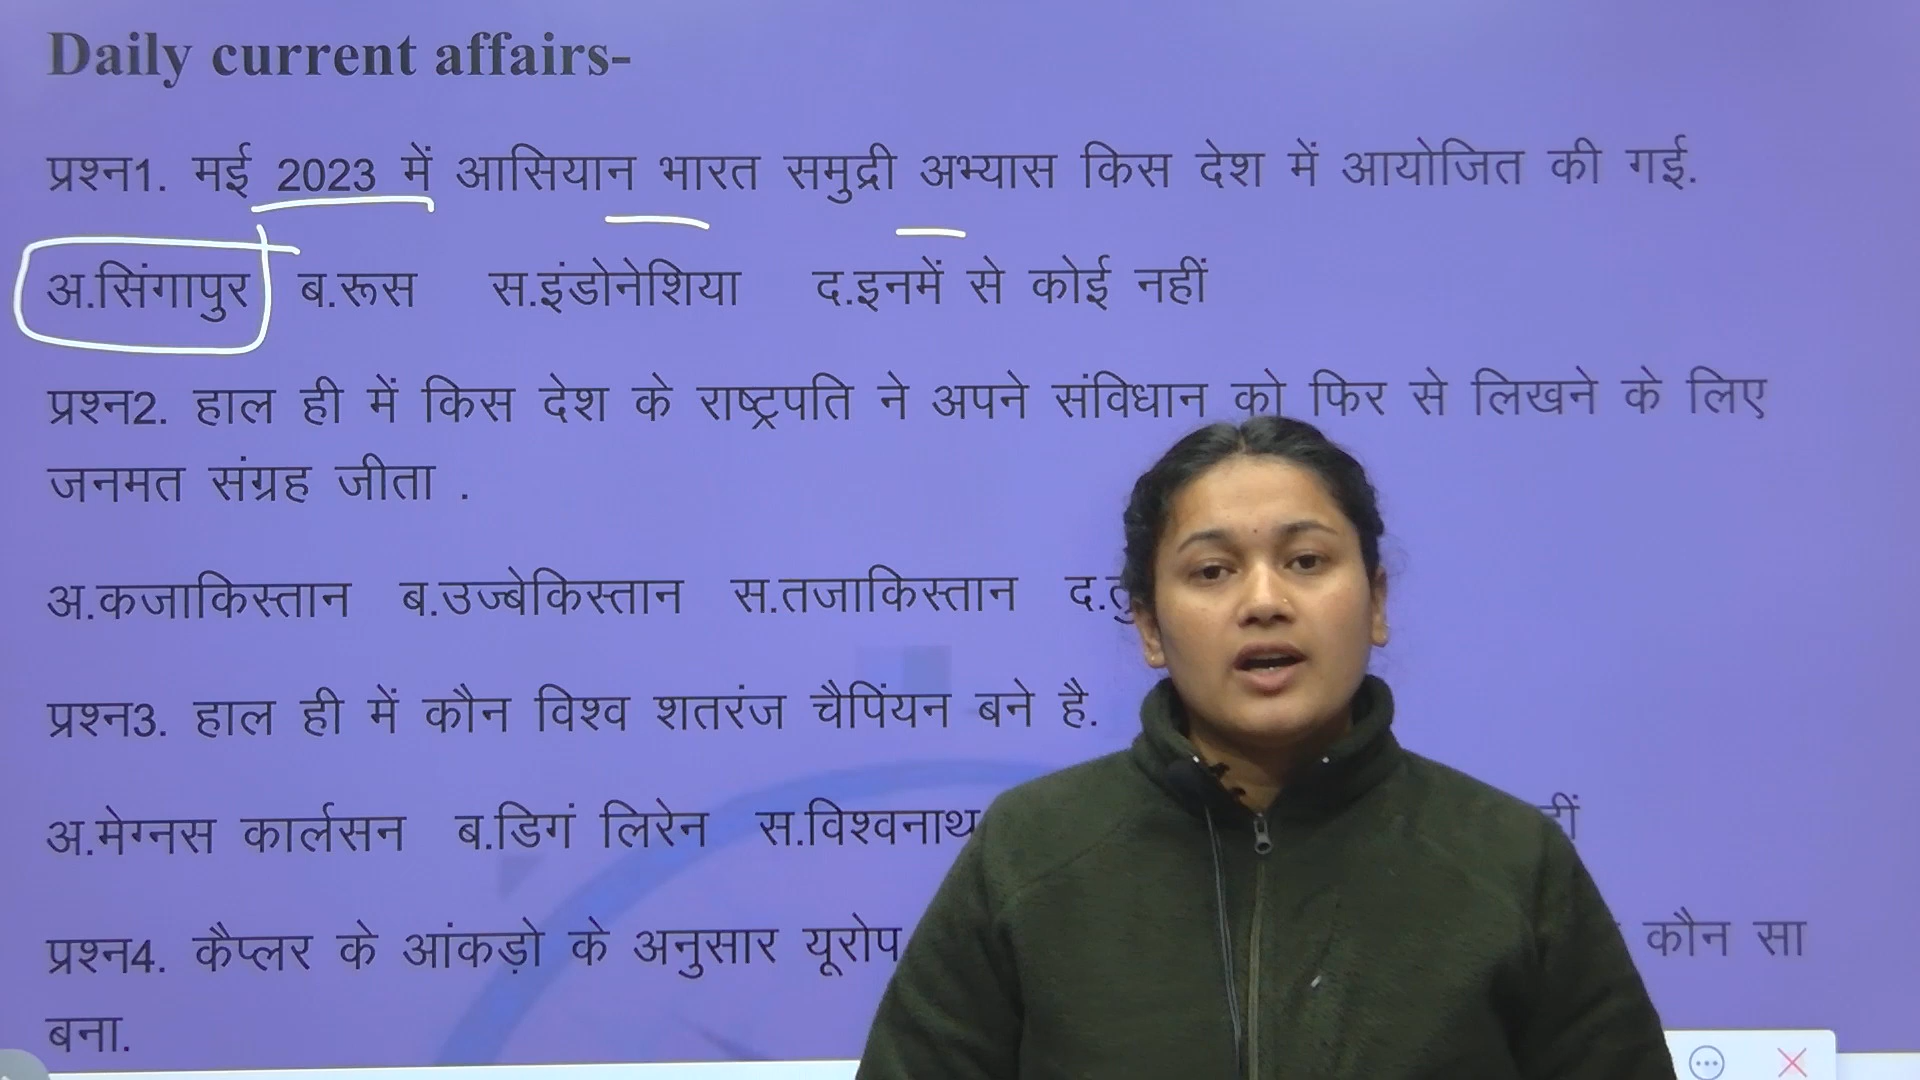 Daily current affairs-
प्रश्न1. मई 2023 में आसियान भारत समुद्री अभ्यास किस देश में आयोजित की गई.
अ.सिंगापुर ब.रूस स.इंडोनेशिया द.इनमें से कोई नहीं
प्रश्न2. हाल ही में किस देश के राष्ट्रपति ने अपने संविधान को फिर से लिखने के लिए
जनमत संग्रह जीता .
अ.कजाकिस्तान ब.उज्बेकिस्तान स.तजाकिस्तान
प्रश्न3. हाल ही में कौन विश्व शतरंज चैपिंयन बने है.
अ.मेग्नस कार्लसन ब.डिगं लिरेन स.विश्वनाथ
प्रश्न4. कैप्लर के आंकड़ो के अनुसार यूरोप कौन सा
बना.